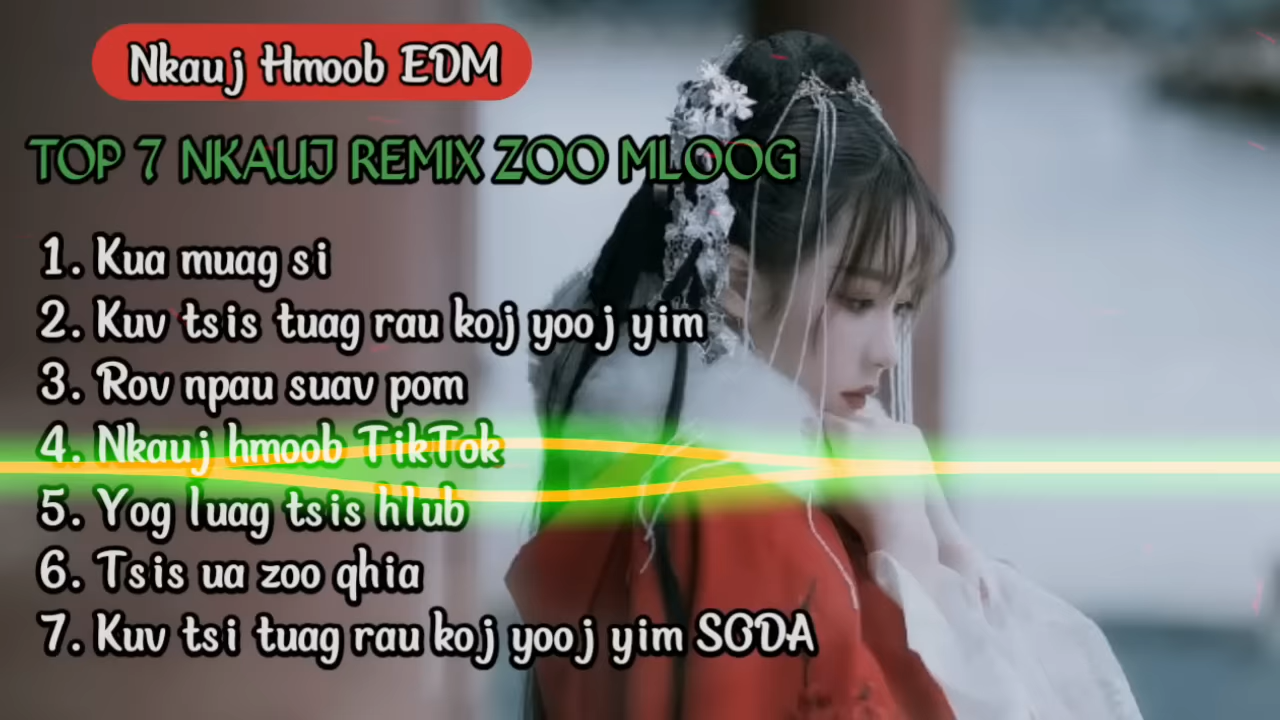 Nkauj Hmoob EDM
TOP 7 NKAUJ REMIX ZOO MLOOG
1. Kua muag si
2. Kuv tsis tuag rau koj yooj yim
3. Rov npau suav pom
4. Nkauj hmoob TikTok
5. Yog luag tsis hlub
6. Tsis ua zoo qhia
7. Kuv tsi tuag rau koj yooj yim SODA